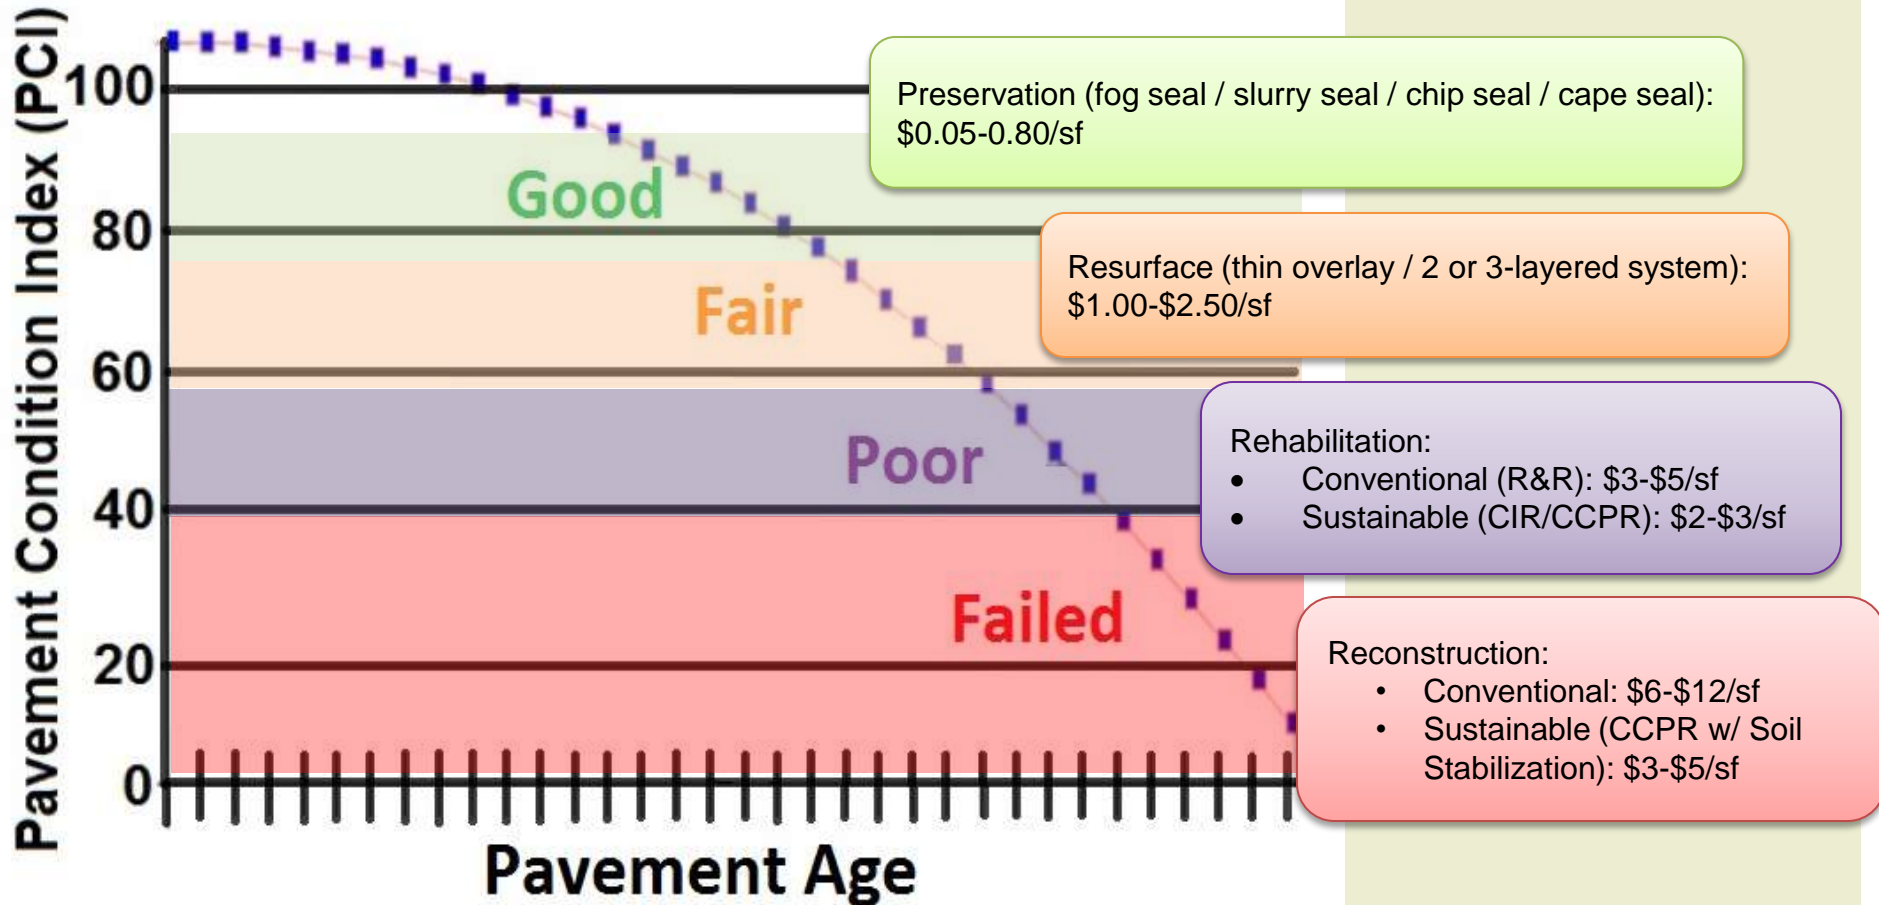 Pavement Condition Index (PCI)
100
80
60
40
20
0
Good
Fair
Poor
Failed
Pavement Age
Preservation (fog seal / slurry seal / chip seal / cape seal):
$0.05-0.80/sf
Resurface (thin overlay / 2 or 3-layered system):
$1.00-$2.50/sf
Rehabilitation:
• Conventional (R&R): $3-$5/sf
• Sustainable (CIR/CCPR): $2-$3/sf
Reconstruction:
• Conventional: $6-$12/sf
• Sustainable (CCPR w/ Soil
Stabilization): $3-$5/sf